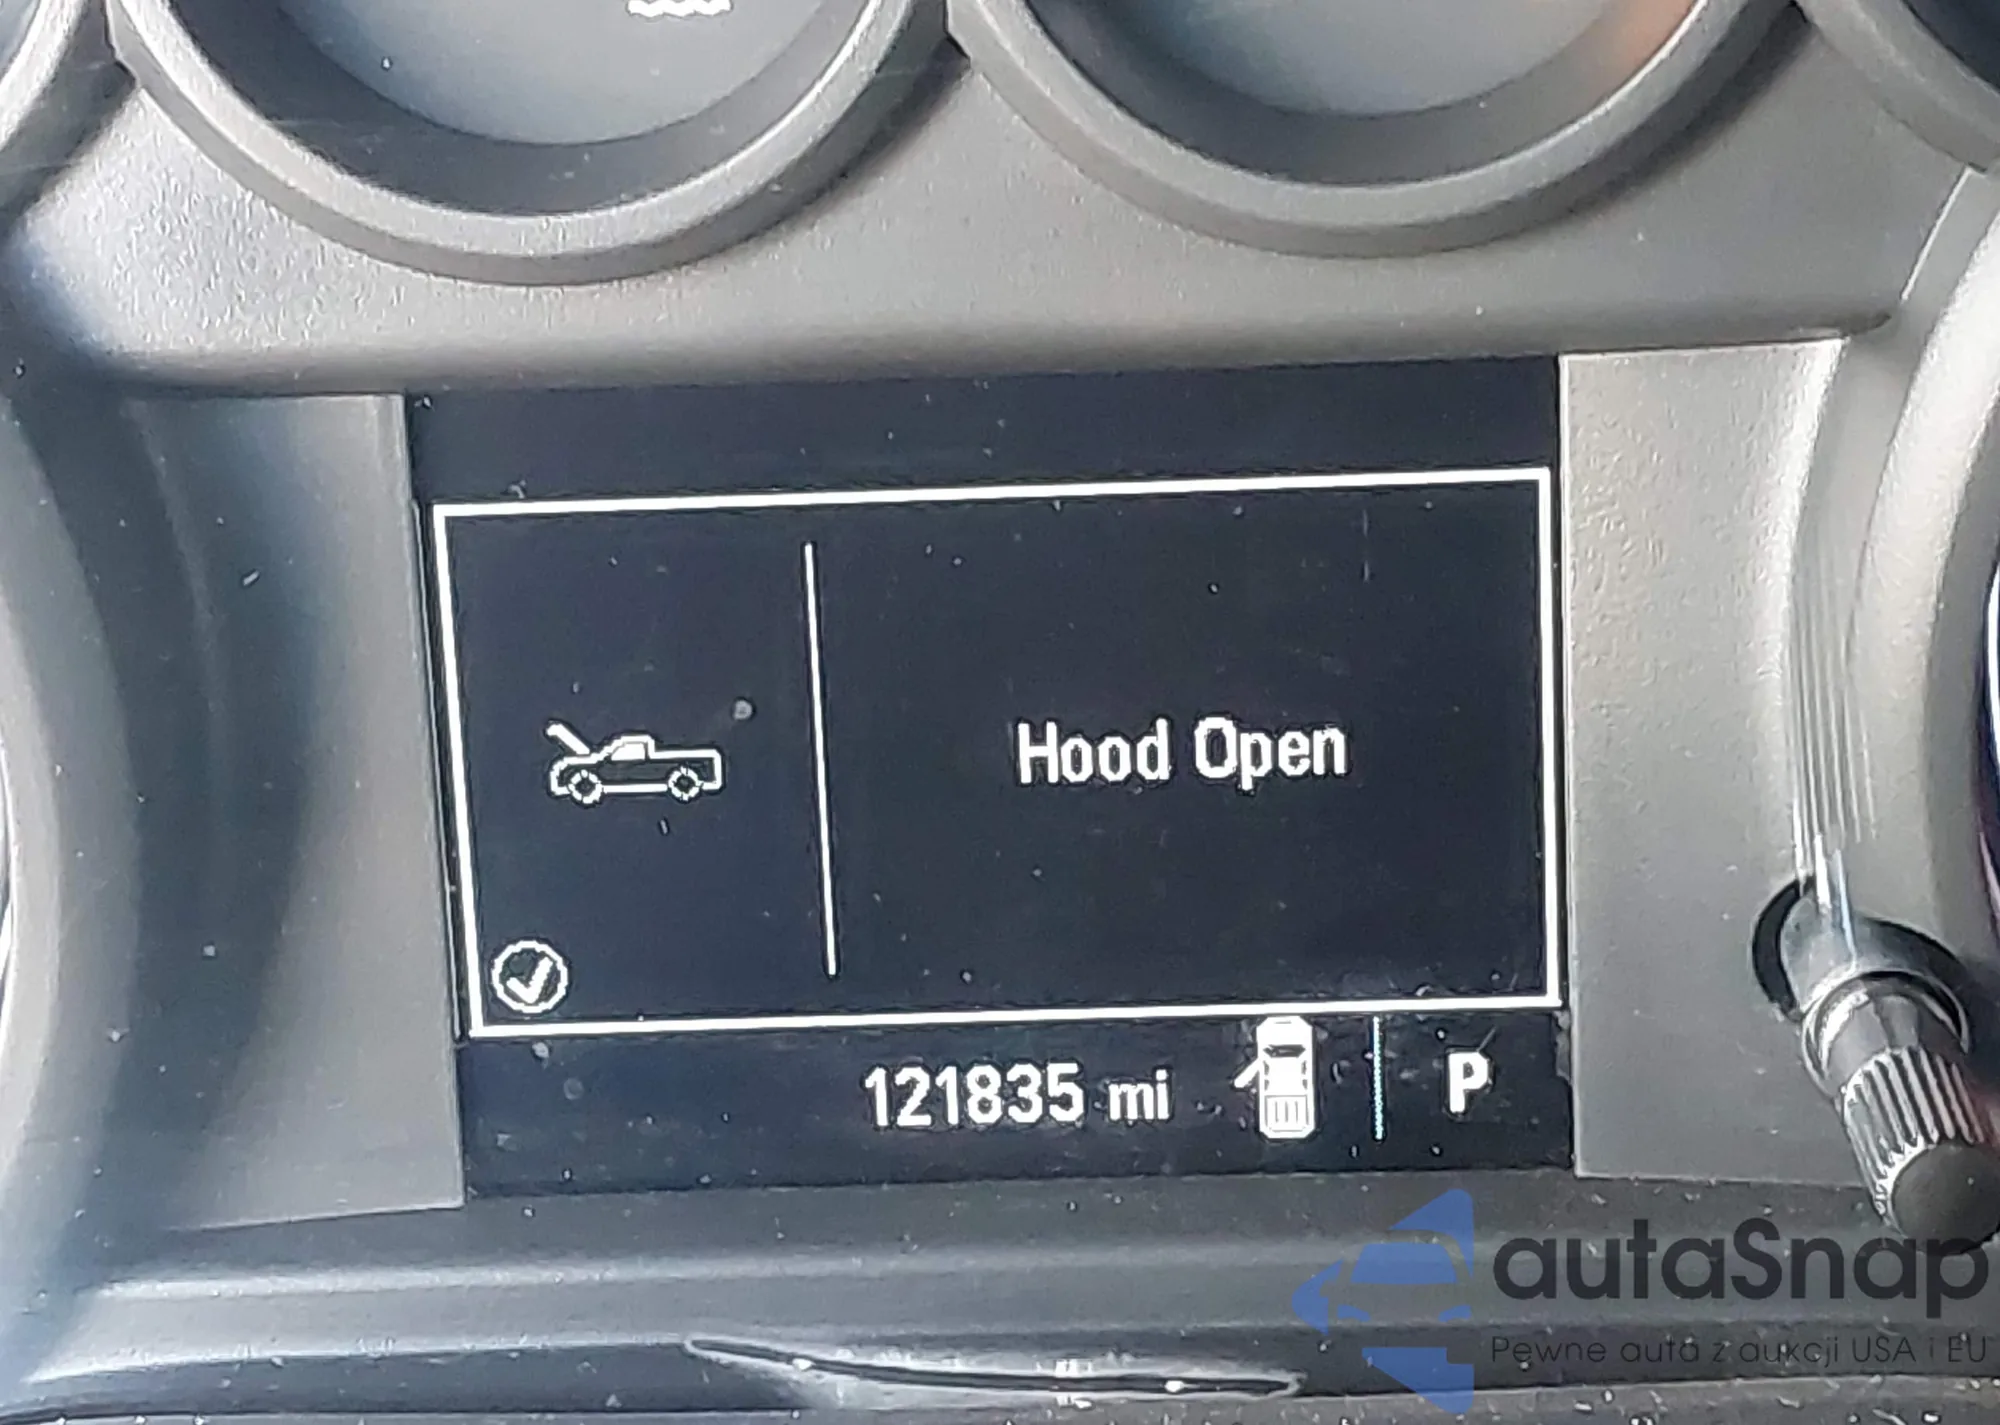 Hood Open
121835 mi P
autaSnap
Pewne auta z aukcji USA i EU